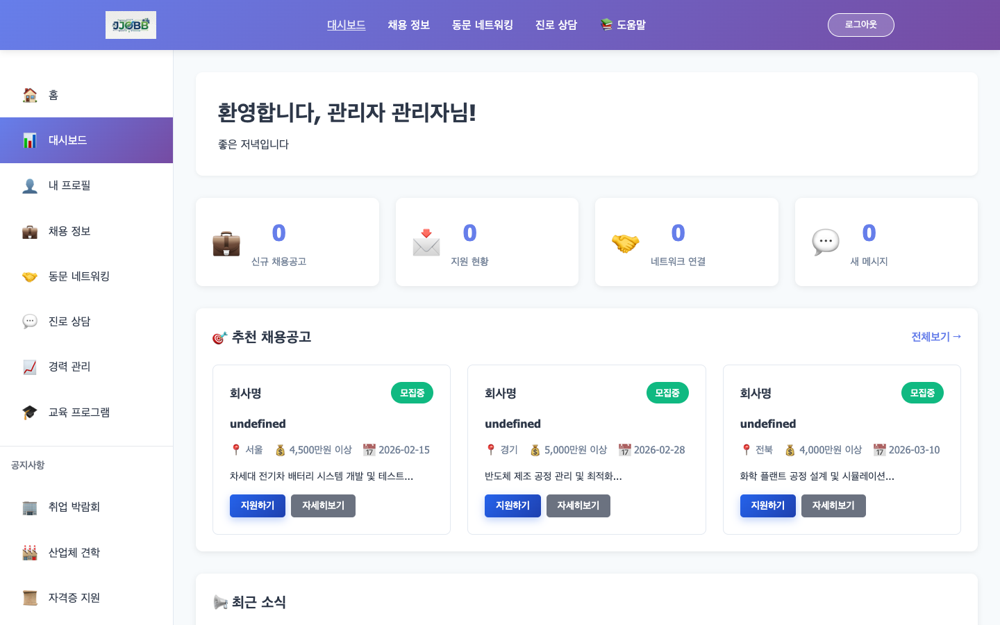 JJOBB
대시보드
채용 정보
동문 네트워킹
진로 상담
도움말
로그아웃
홈
대시보드
내 프로필
채용 정보
동문 네트워킹
진로 상담
경력 관리
교육 프로그램
공지사항
취업 박람회
산업체 견학
자격증 지원
환영합니다, 관리자 관리자님!
좋은 저녁입니다
0
신규 채용공고
0
지원 현황
0
네트워크 연결
0
새 메시지
추천 채용공고
전체보기 →
회사명
모집중
undefined
서울 4,500만원 이상 2026-02-15
차세대 전기차 배터리 시스템 개발 및 테스트...
지원하기
자세히보기
회사명
모집중
undefined
경기 5,000만원 이상 2026-02-28
반도체 제조 공정 관리 및 최적화...
지원하기
자세히보기
회사명
모집중
undefined
전북 4,000만원 이상 2026-03-10
화학 플랜트 공정 설계 및 시뮬레이션...
지원하기
자세히보기
최근 소식